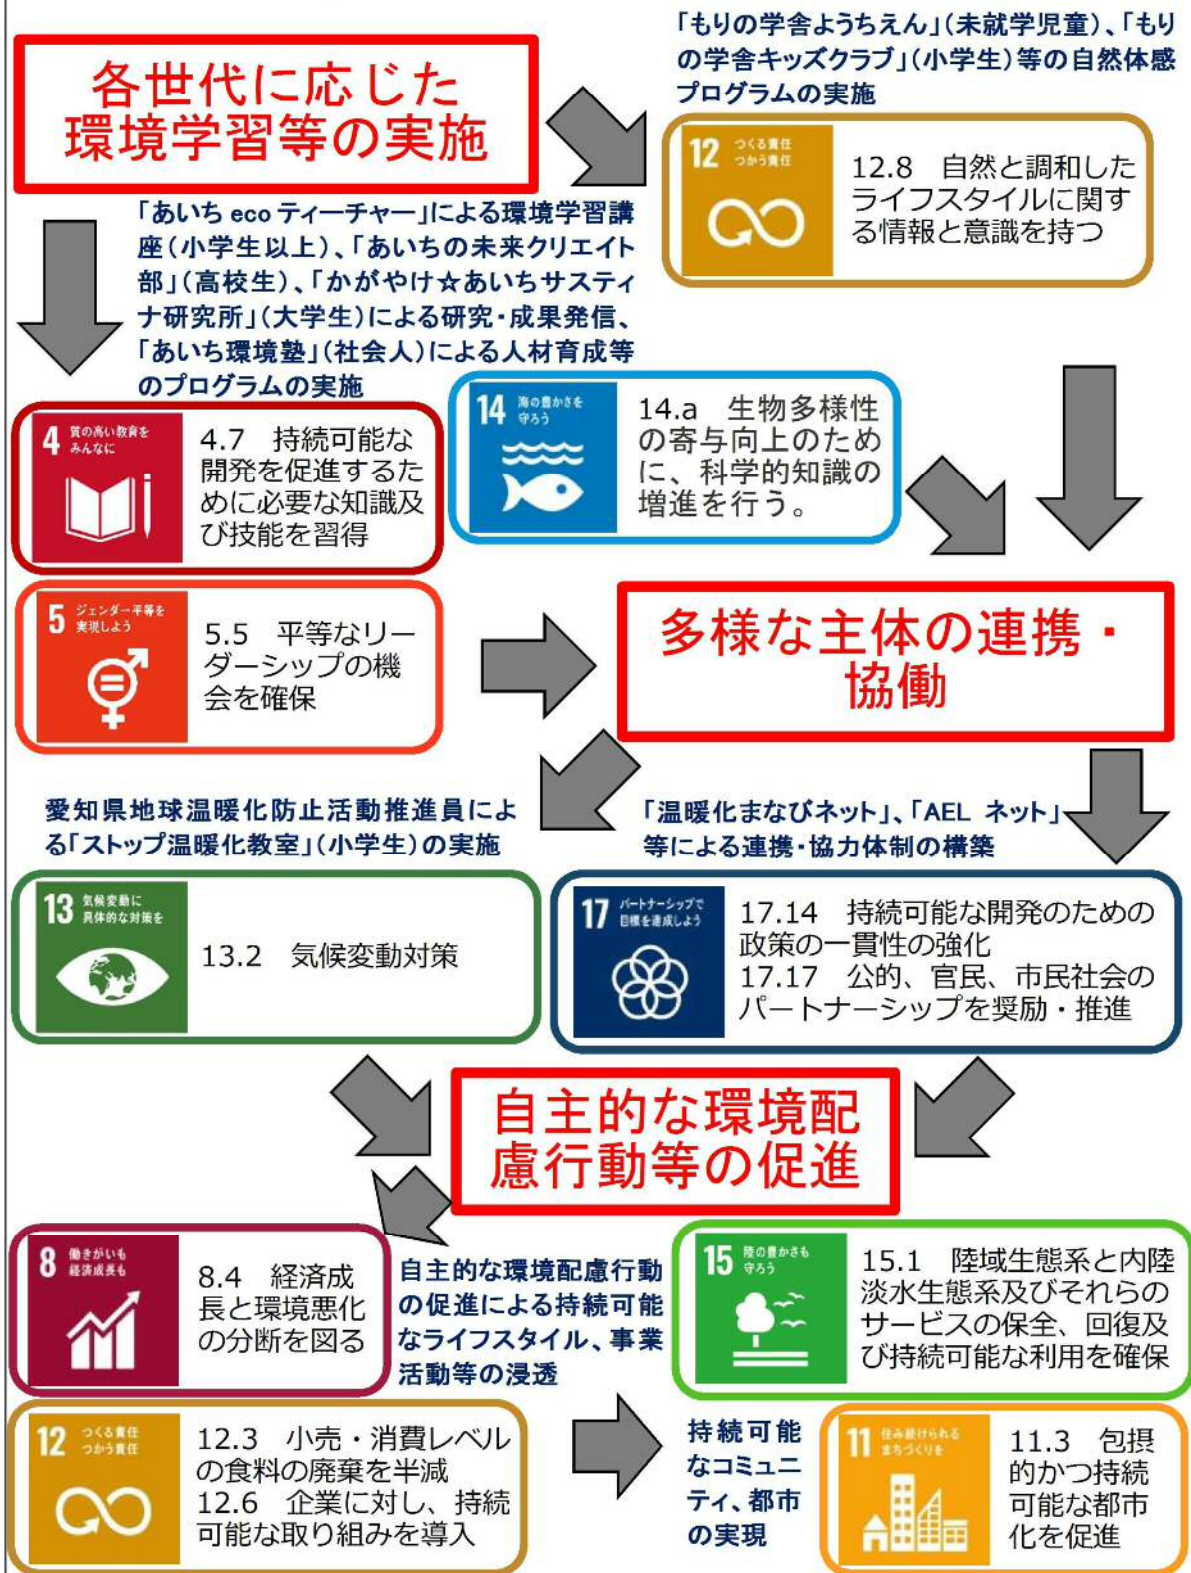 各世代に応じた
環境学習等の実施
「もりの学舎ようちえん」(未就学児童)、「もり
の学舎キッズクラブ」(小学生)等の自然体感
プログラムの実施
12 つくる責任
つかう責任
12.8 自然と調和した
ライフスタイルに関す
る情報と意識を持つ
「あいち eco ティーチャー」による環境学習講
座(小学生以上)、「あいちの未来クリエイト
部」(高校生)、「かがやけ☆あいちサスティ
ナ研究所」(大学生)による研究・成果発信、
「あいち環境塾」(社会人)による人材育成等
のプログラムの実施
4 質の高い教育を
みんなに
4.7 持続可能な
開発を促進するた
めに必要な知識及
び技能を習得
14 海の豊かさを
守ろう
14.a 生物多様性
の寄与向上のため
に、科学的知識の
増進を行う。
5 ジェンダー平等を
実現しよう
5.5 平等なリー
ダーシップの機
会を確保
多様な主体の連携・
協働
愛知県地球温暖化防止活動推進員によ
る「ストップ温暖化教室」(小学生)の実施
「温暖化まなびネット」、「AEL ネット」
等による連携・協力体制の構築
13 気候変動に
具体的な対策を
13.2 気候変動対策
17 パートナーシップで
目標を達成しよう
17.14 持続可能な開発のための
政策の一貫性の強化
17.17 公的、官民、市民社会の
パートナーシップを奨励・推進
自主的な環境配
慮行動等の促進
8 働きがいも
経済成長も
8.4 経済成
長と環境悪化
の分断を図る
自主的な環境配慮行動
の促進による持続可能
なライフスタイル、事業
活動等の浸透
15 陸の豊かさも
守ろう
15.1 陸域生態系と内陸
淡水生態系及びそれらの
サービスの保全、回復及
び持続可能な利用を確保
12 つくる責任
つかう責任
12.3 小売・消費レベル
の食料の廃棄を半減
12.6 企業に対し、持続
可能な取り組みを導入
持続可能
なコミュニ
ティ、都市
の実現
11 住み続けられる
まちづくりを
11.3 包摂
的かつ持続
可能な都市
化を促進